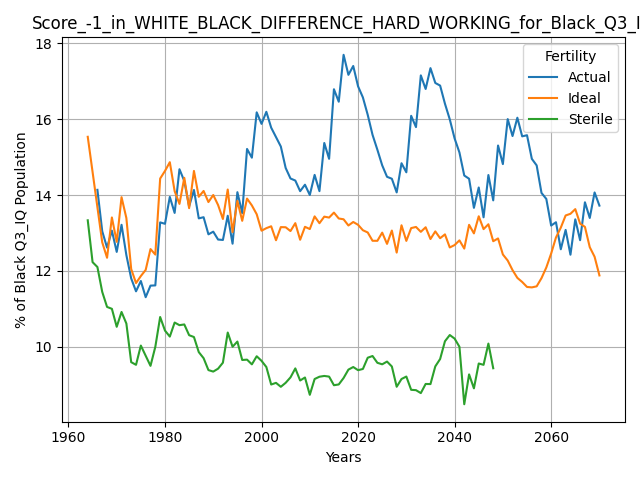 Score_-1_in_WHITE_BLACK_DIFFERENCE_HARD_WORKING_for_Black_Q3_I
Fertility
Actual
Ideal
Sterile
% of Black Q3_IQ Population
18
16
14
12
10
1960
1980
2000
2020
2040
2060
Years